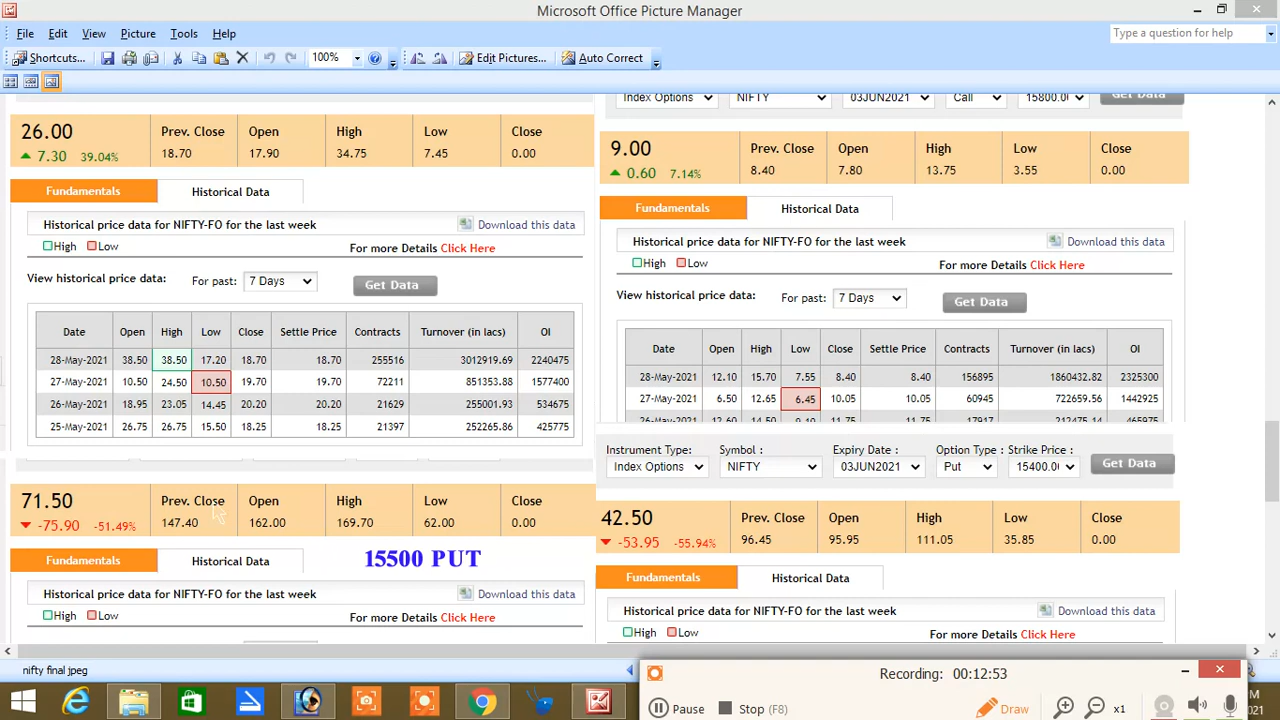 Microsoft Office Picture Manager
File Edit View Picture Tools Help
Type a question for help
Shortcuts... 100% Edit Pictures... Auto Correct
Index Options NIFTY 03JUN2021 Call 15800.0 Get Data
26.00 Prev. Close Open High Low Close
7.30 39.04% 18.70 17.90 34.75 7.45 0.00
Fundamentals Historical Data
Historical price data for NIFTY-FO for the last week Download this data
High Low For more Details Click Here
View historical price data: For past: 7 Days Get Data
Date Open High Low Close Settle Price Contracts Turnover (in lacs) OI
28-May-2021 38.50 38.50 17.20 18.70 18.70 255516 3012919.69 2240475
27-May-2021 10.50 24.50 10.50 19.70 19.70 72211 851353.88 1577400
26-May-2021 18.95 23.05 14.45 20.20 20.20 21629 255001.93 534675
25-May-2021 26.75 26.75 15.50 18.25 18.25 21397 252265.86 425775
9.00 Prev. Close Open High Low Close
0.60 7.14% 8.40 7.80 13.75 3.55 0.00
Fundamentals Historical Data
Historical price data for NIFTY-FO for the last week Download this data
High Low For more Details Click Here
View historical price data: For past: 7 Days Get Data
Date Open High Low Close Settle Price Contracts Turnover (in lacs) OI
28-May-2021 12.10 15.70 7.55 8.40 8.40 156895 1860432.82 2325300
27-May-2021 6.50 12.65 6.45 10.05 10.05 60945 722659.56 1442925
26-May-2021 12.60 14.50 9.10 11.75 11.75 17917 212475.14 465975
71.50 Prev. Close Open High Low Close
-75.90 -51.49% 147.40 162.00 169.70 62.00 0.00
Fundamentals Historical Data 15500 PUT
Historical price data for NIFTY-FO for the last week Download this data
High Low For more Details Click Here
Instrument Type: Symbol : Expiry Date : Option Type : Strike Price :
Index Options NIFTY 03JUN2021 Put 15400.0 Get Data
42.50 Prev. Close Open High Low Close
-53.95 -55.94% 96.45 95.95 111.05 35.85 0.00
Fundamentals Historical Data
Historical price data for NIFTY-FO for the last week Download this data
High Low For more Details Click Here
nifty final jpeg
Recording: 00:12:53
Pause Stop (F8) Draw x1